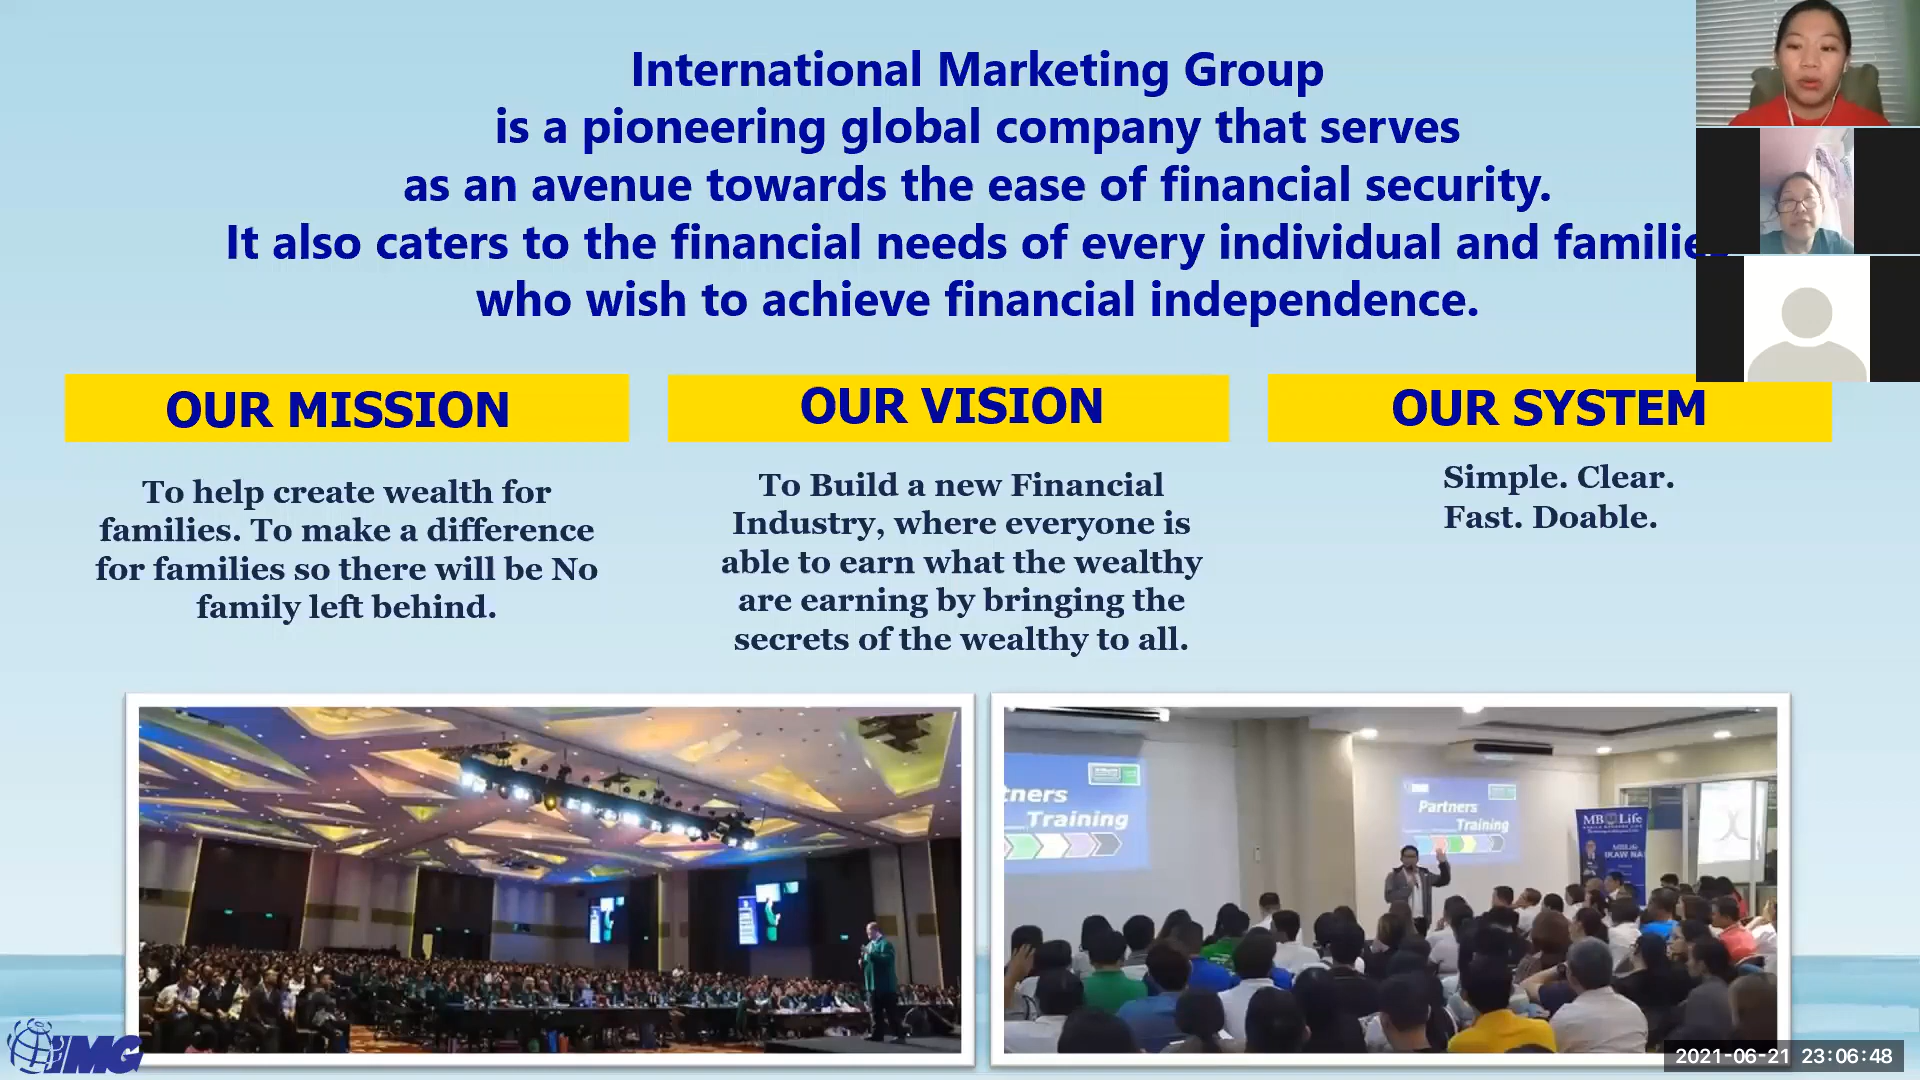 International Marketing Group
is a pioneering global company that serves
as an avenue towards the ease of financial security.
It also caters to the financial needs of every individual and families
who wish to achieve financial independence.
OUR MISSION
To help create wealth for
families. To make a difference
for families so there will be No
family left behind.
OUR VISION
To Build a new Financial
Industry, where everyone is
able to earn what the wealthy
are earning by bringing the
secrets of the wealthy to all.
OUR SYSTEM
Simple. Clear.
Fast. Doable.
tners
Training
Partners
Training
MB Life
IKAW NA
IMG
2021-06-21 23:06:48